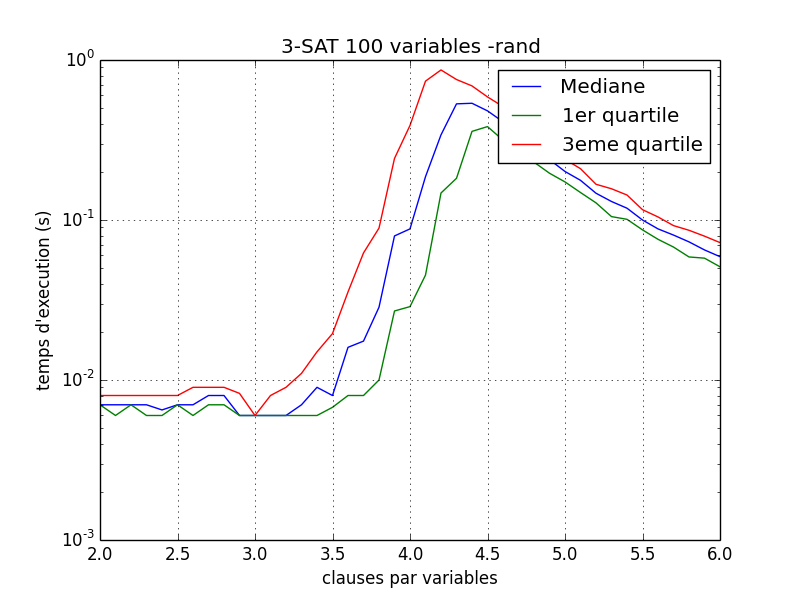 3-SAT 100 variables -rand
Mediane
1er quartile
3eme quartile
temps d'execution (s)
10^0
10^-1
10^-2
10^-3
2.0 2.5 3.0 3.5 4.0 4.5 5.0 5.5 6.0
clauses par variables